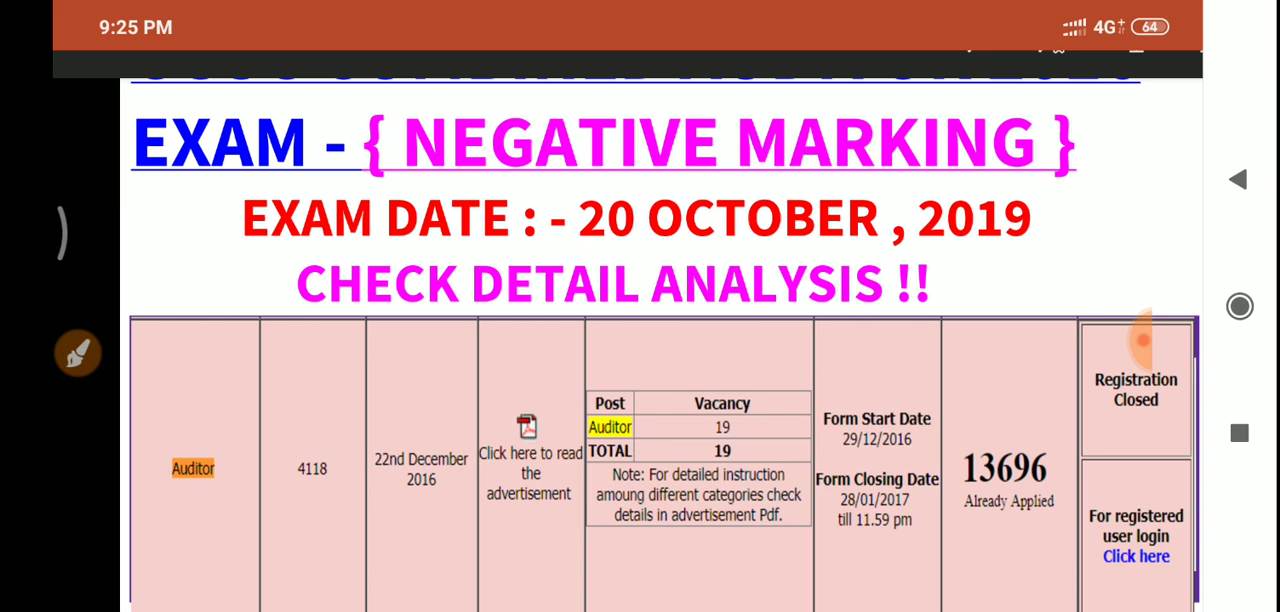 9:25 PM
4G+
64
EXAM - { NEGATIVE MARKING }
EXAM DATE : - 20 OCTOBER , 2019
CHECK DETAIL ANALYSIS !!
Auditor
4118
22nd December
2016
Click here to read
the
advertisement
Post Vacancy
Auditor 19
TOTAL 19
Note: For detailed instruction
amoung different categories check
details in advertisement Pdf.
Form Start Date
29/12/2016
Form Closing Date
28/01/2017
till 11.59 pm
13696
Already Applied
Registration
Closed
For registered
user login
Click here